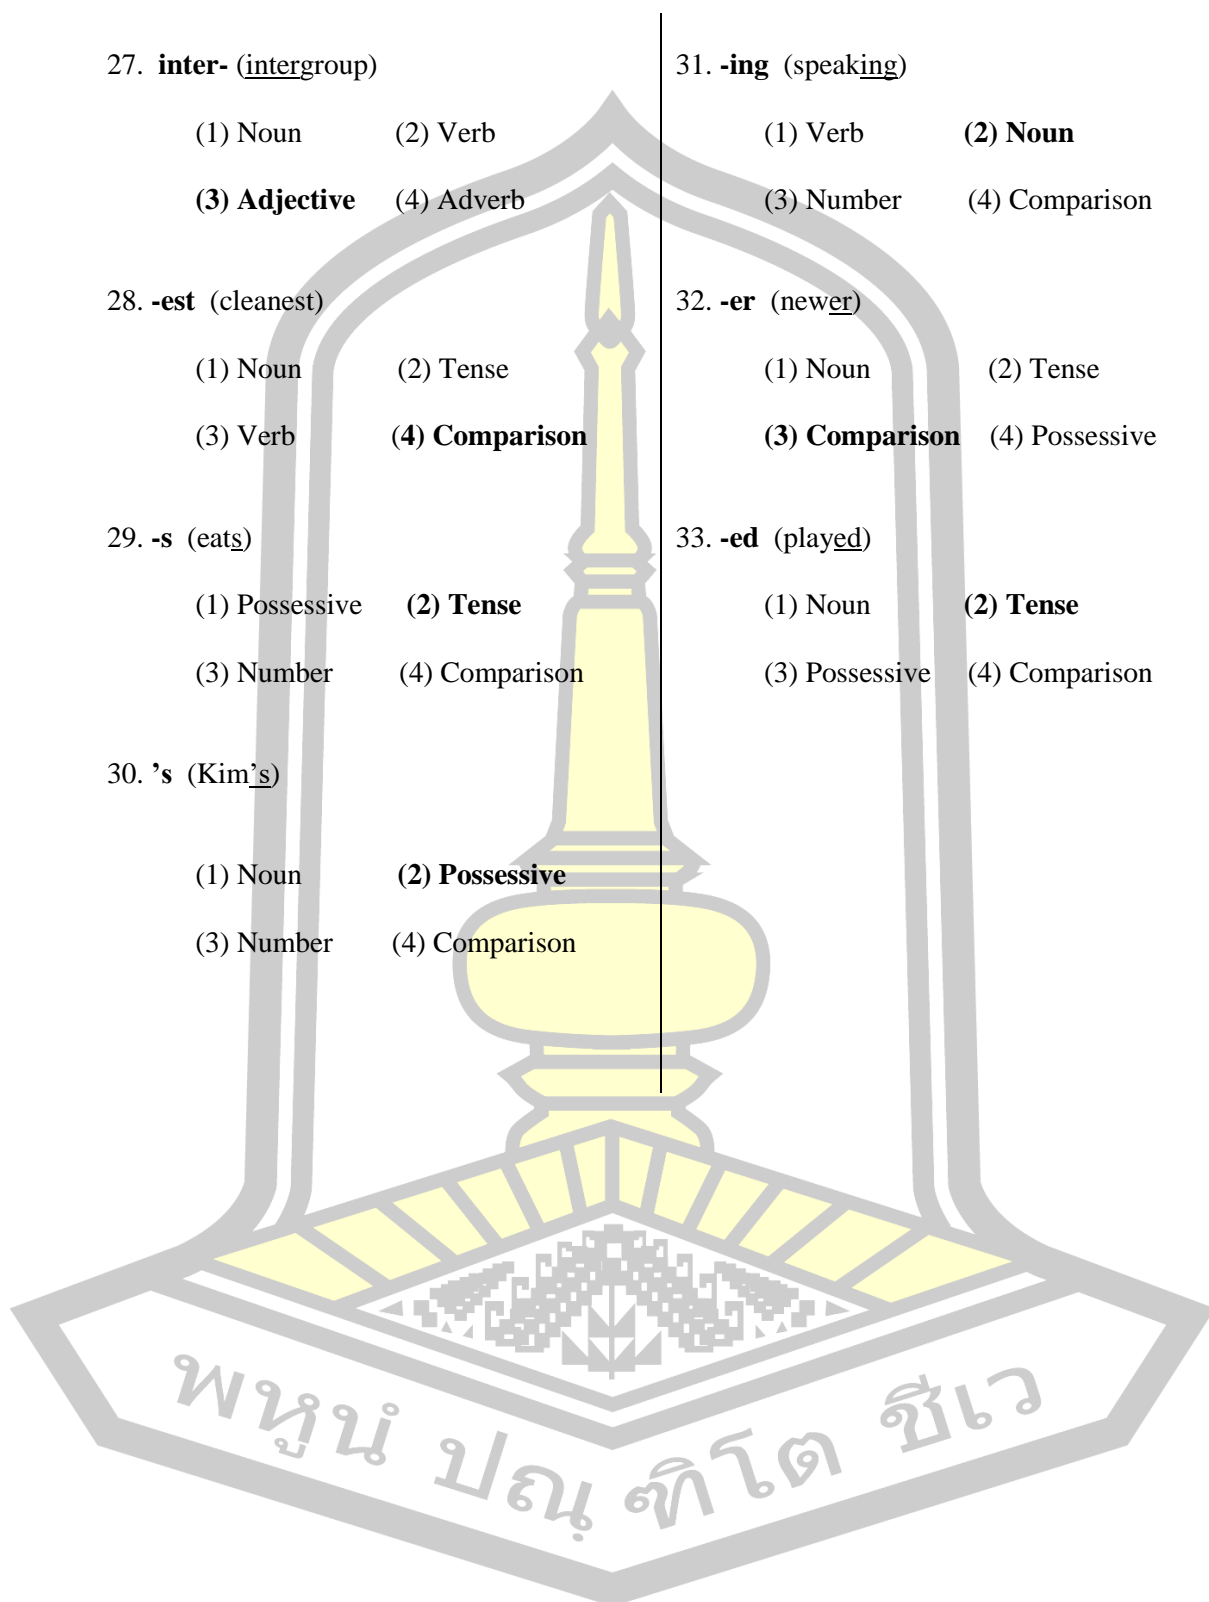 27. inter- (intergroup)
(1) Noun (2) Verb
(3) Adjective (4) Adverb
28. -est (cleanest)
(1) Noun (2) Tense
(3) Verb (4) Comparison
29. -s (eats)
(1) Possessive (2) Tense
(3) Number (4) Comparison
30. ’s (Kim’s)
(1) Noun (2) Possessive
(3) Number (4) Comparison
31. -ing (speaking)
(1) Verb (2) Noun
(3) Number (4) Comparison
32. -er (newer)
(1) Noun (2) Tense
(3) Comparison (4) Possessive
33. -ed (played)
(1) Noun (2) Tense
(3) Possessive (4) Comparison
พหูนํ ปณฺ ฑิโต ชีเว